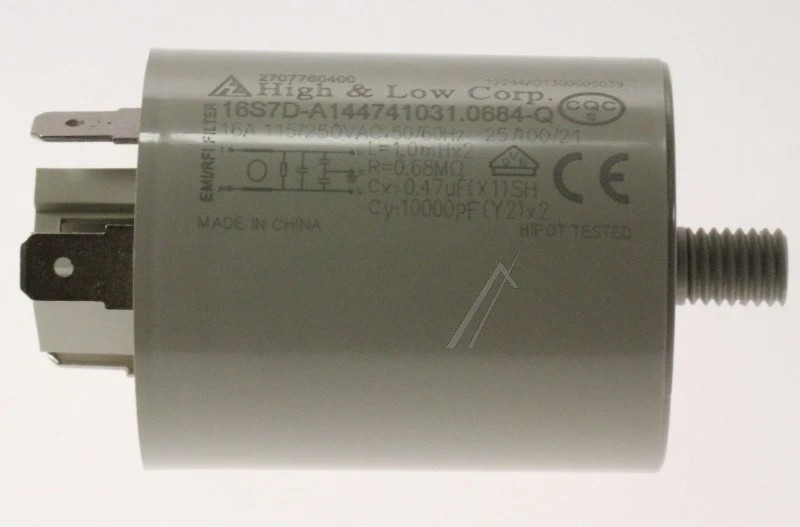 2707780400
12244A01300005039
High & Low Corp.
16S7D-A144741031.0684-Q
CQC
16A 115/250VAC 50/60Hz 25/100/21
EMI/RFI FILTER
L=1.0mH×2
R=0.68MΩ
Cx:0.47uF(X1)SH
Cy:10000pF(Y2)×2
CE
MADE IN CHINA
HIPOT TESTED